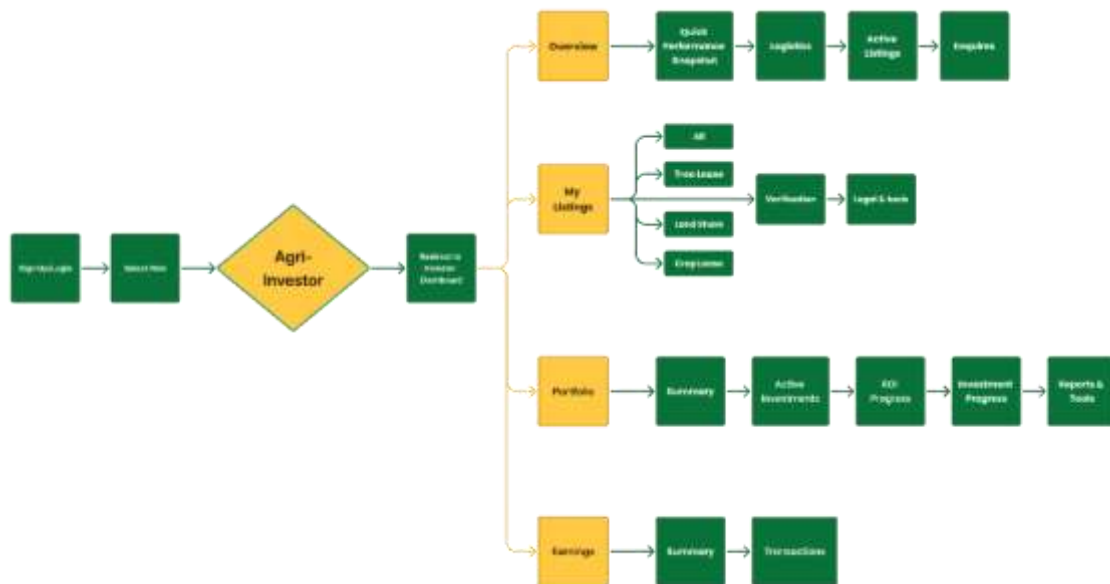 Overview
Quick
Performance
Snapshot
Logistics
Active
Listings
Enquires
All
Tree Lease
My
Listings
Verification
Legal & tools
Land Share
Crop Lease
Sign Up/Login
Select Role
Agri-
Investor
Redirect to
Investor
Dashboard
Portfolio
Summary
Active
Investments
ROI
Progress
Investment
Progress
Reports &
Tools
Earnings
Summary
Transactions